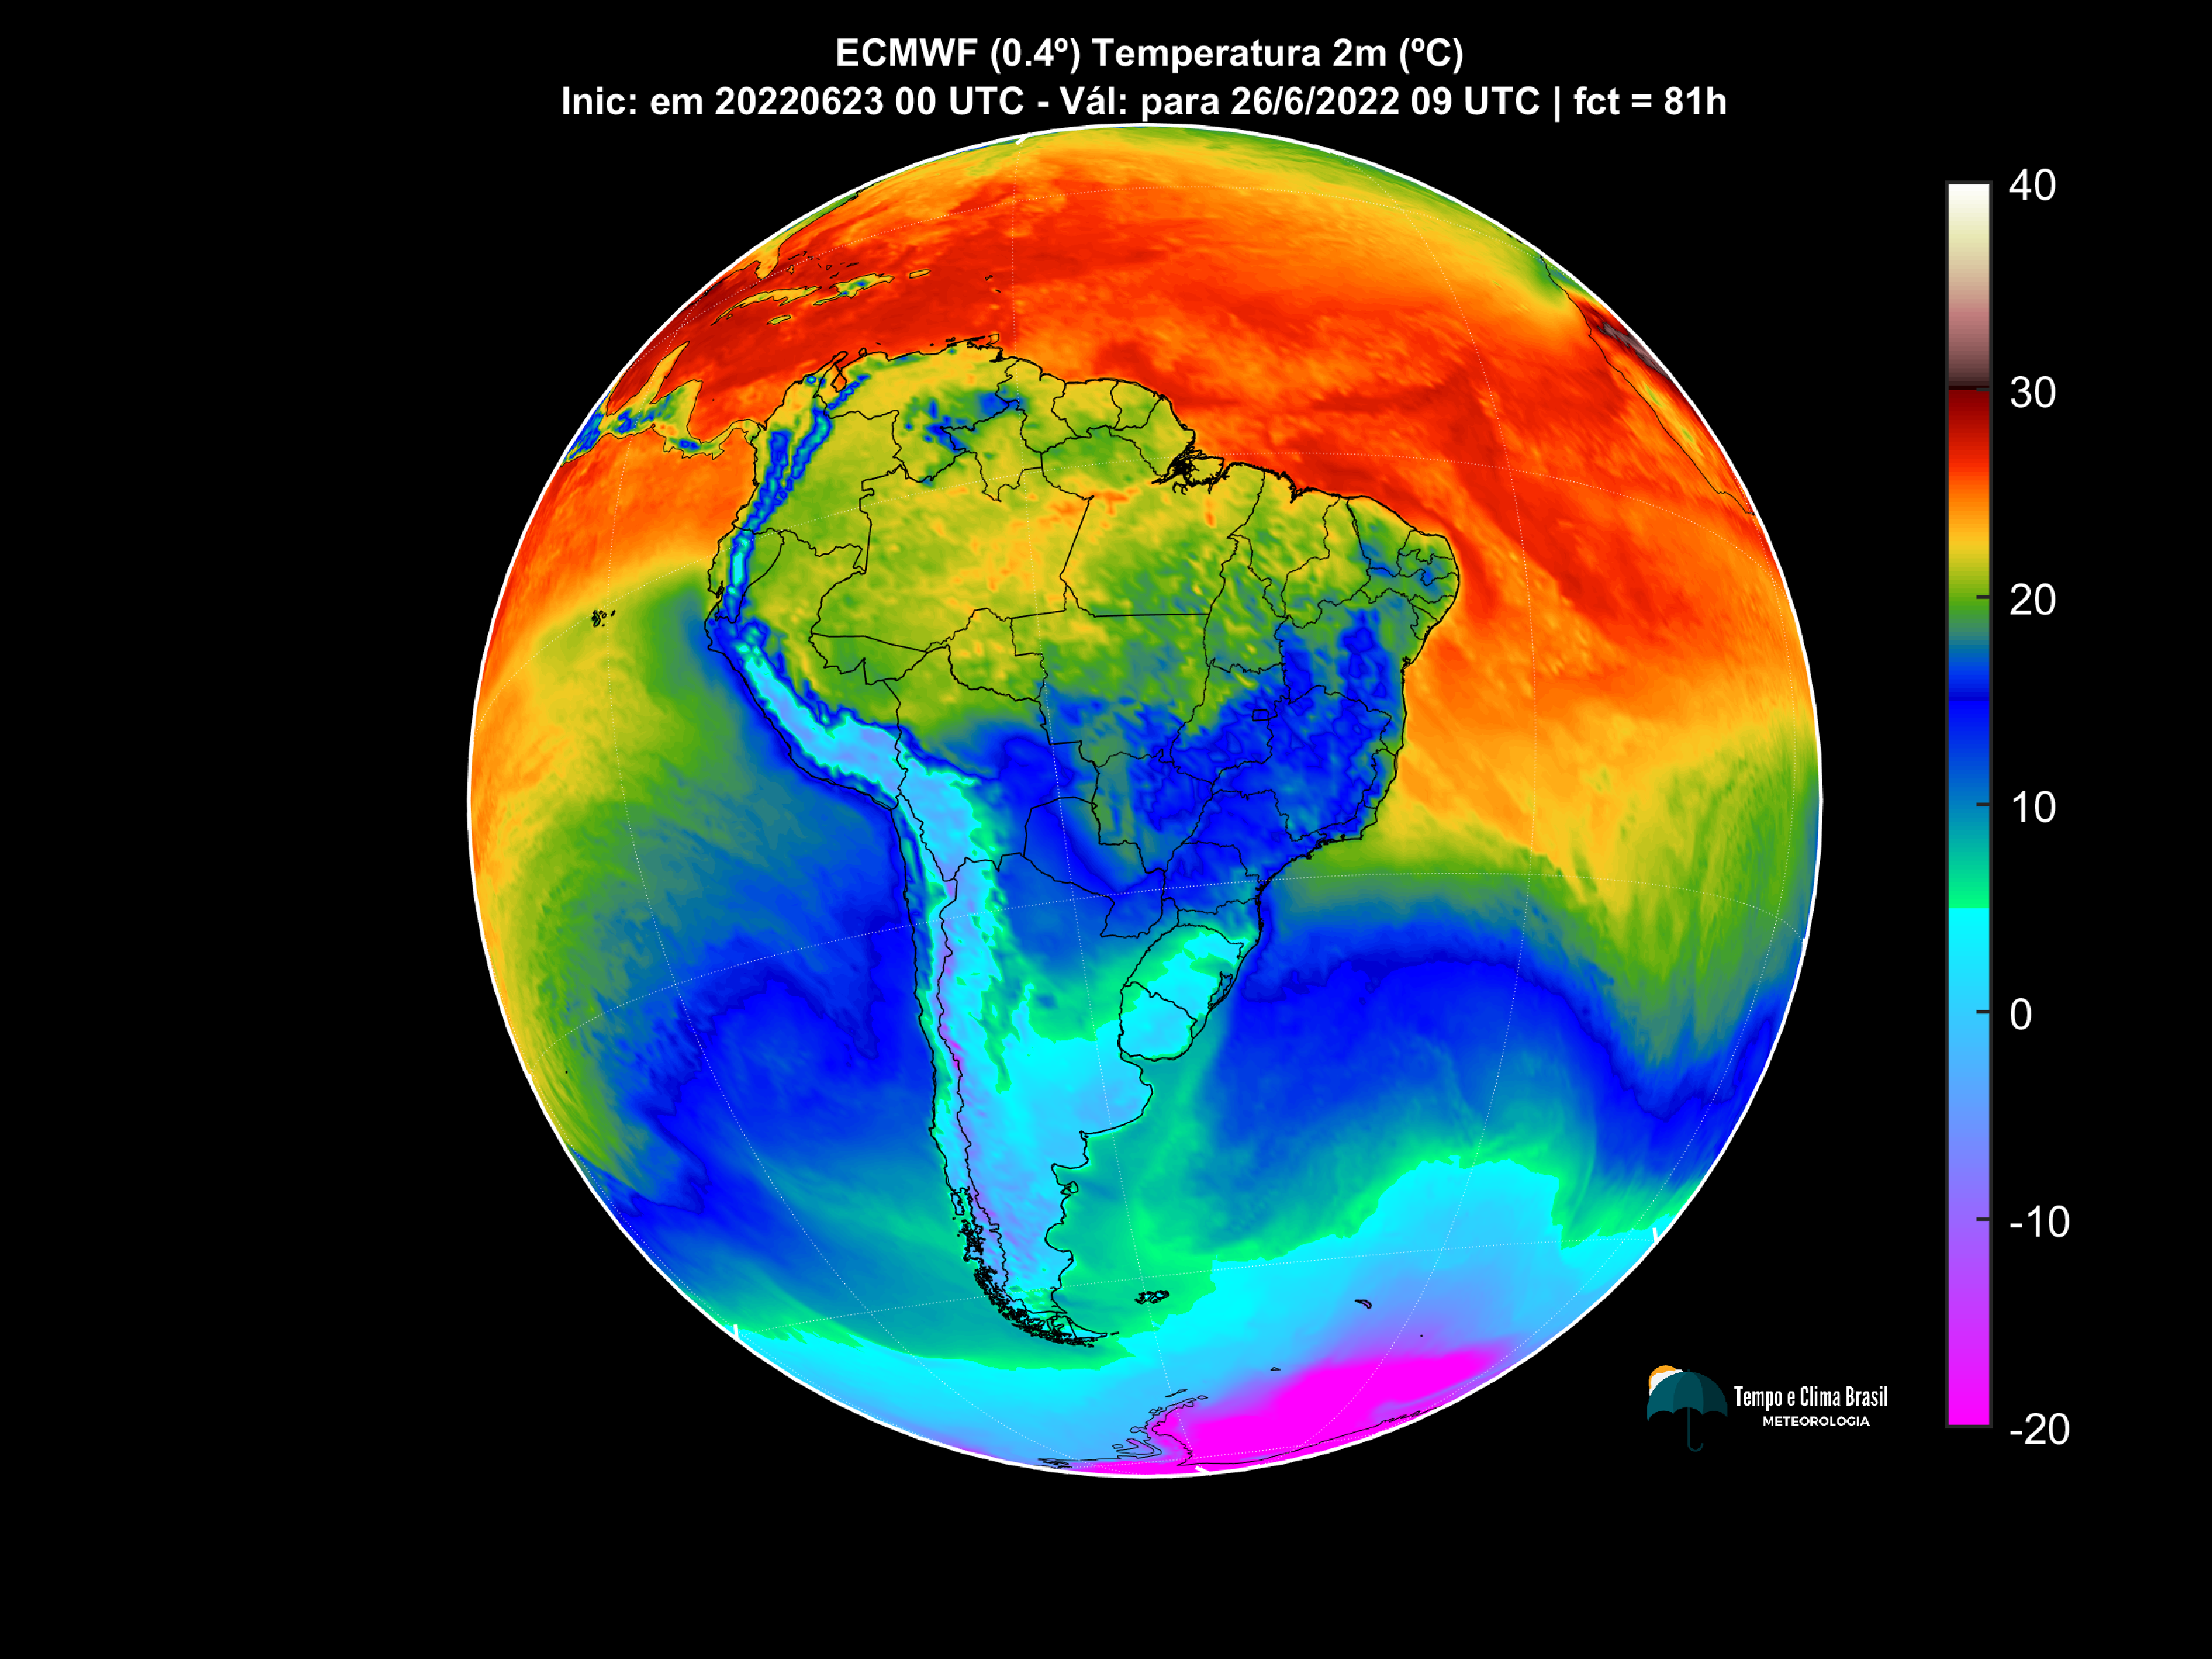 ECMWF (0.4º) Temperatura 2m (ºC)
Inic: em 20220623 00 UTC - Vál: para 26/6/2022 09 UTC | fct = 81h
40
30
20
10
0
-10
-20
Tempo e Clima Brasil
METEOROLOGIA